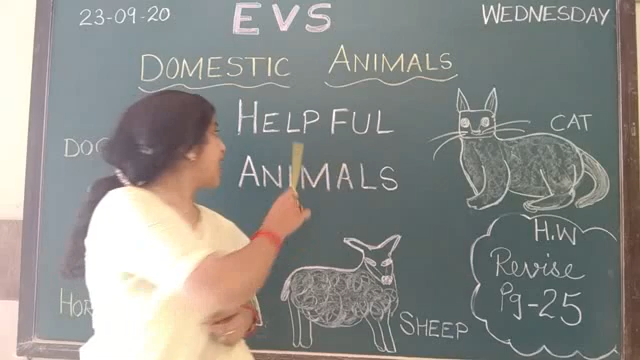 23-09-20 EVS WEDNESDAY
DOMESTIC ANIMALS
HELPFUL
ANIMALS
CAT
SHEEP
H.W
Revise
Pg-25